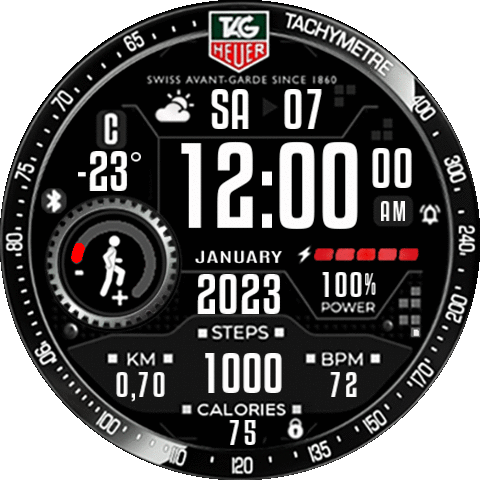 TAG
HEUER
SWISS AVANT-GARDE SINCE 1860
TACHYMETRE
400
300
240
200
170
150
135
120
110
100
90
80
75
70
65
SA 07
C
-23°
12:00 00
AM
JANUARY
2023
100%
POWER
- +
STEPS
1000
KM
0,70
BPM
72
CALORIES
75